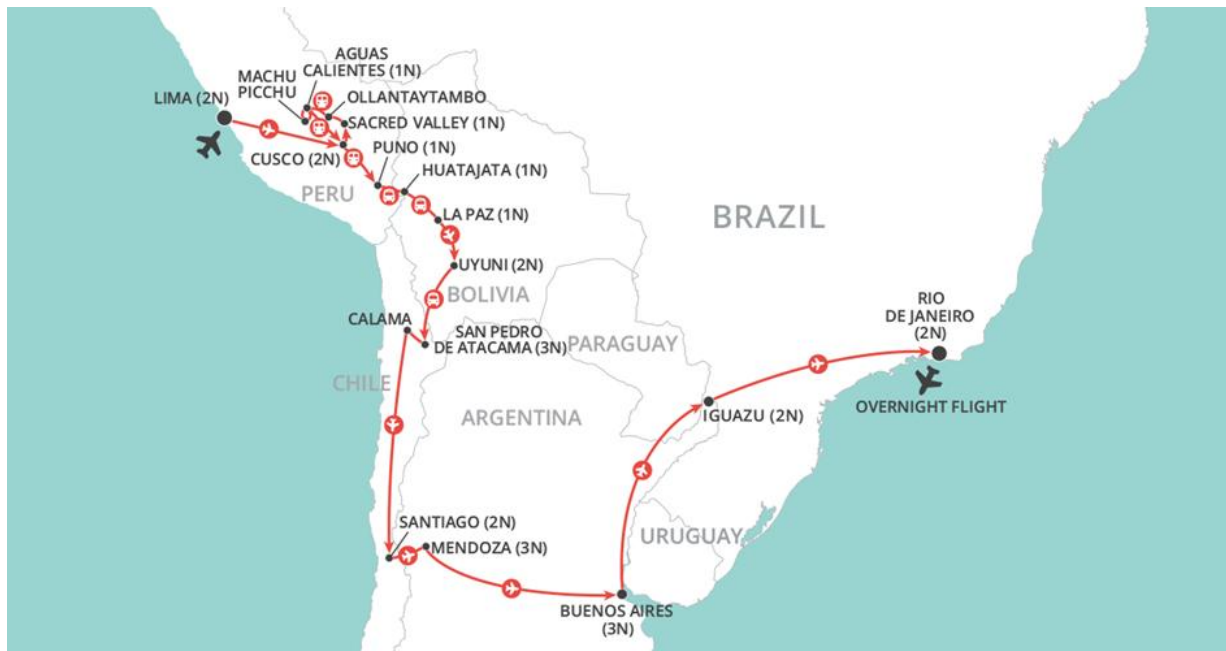 AGUAS
CALIENTES (1N)
MACHU
PICCHU
OLLANTAYTAMBO
LIMA (2N)
SACRED VALLEY (1N)
CUSCO (2N)
PUNO (1N)
HUATAJATA (1N)
PERU
LA PAZ (1N)
BRAZIL
UYUNI (2N)
BOLIVIA
CALAMA
SAN PEDRO
DE ATACAMA (3N)
PARAGUAY
RIO
DE JANEIRO
(2N)
CHILE
ARGENTINA
IGUAZU (2N)
OVERNIGHT FLIGHT
SANTIAGO (2N)
MENDOZA (3N)
URUGUAY
BUENOS AIRES
(3N)